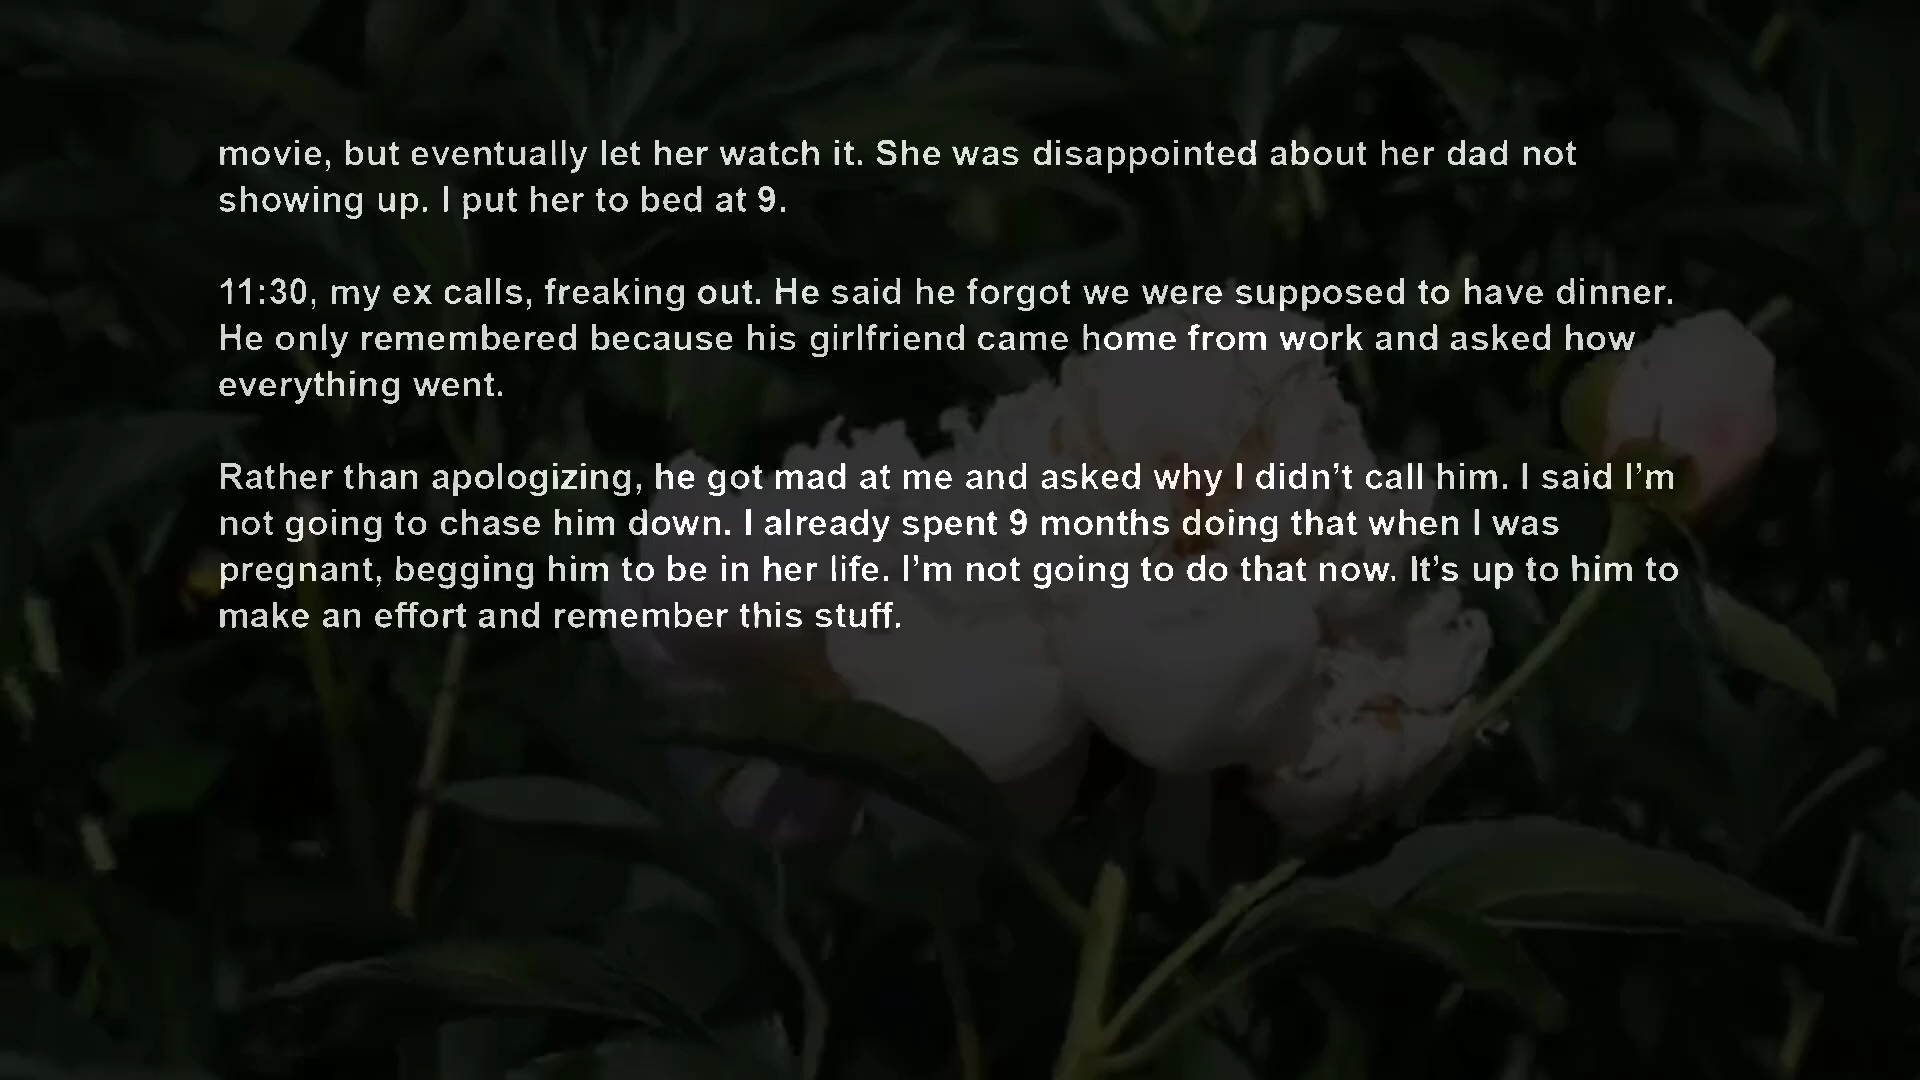 movie, but eventually let her watch it. She was disappointed about her dad not
showing up. I put her to bed at 9.
11:30, my ex calls, freaking out. He said he forgot we were supposed to have dinner.
He only remembered because his girlfriend came home from work and asked how
everything went.
Rather than apologizing, he got mad at me and asked why I didn’t call him. I said I’m
not going to chase him down. I already spent 9 months doing that when I was
pregnant, begging him to be in her life. I’m not going to do that now. It’s up to him to
make an effort and remember this stuff.